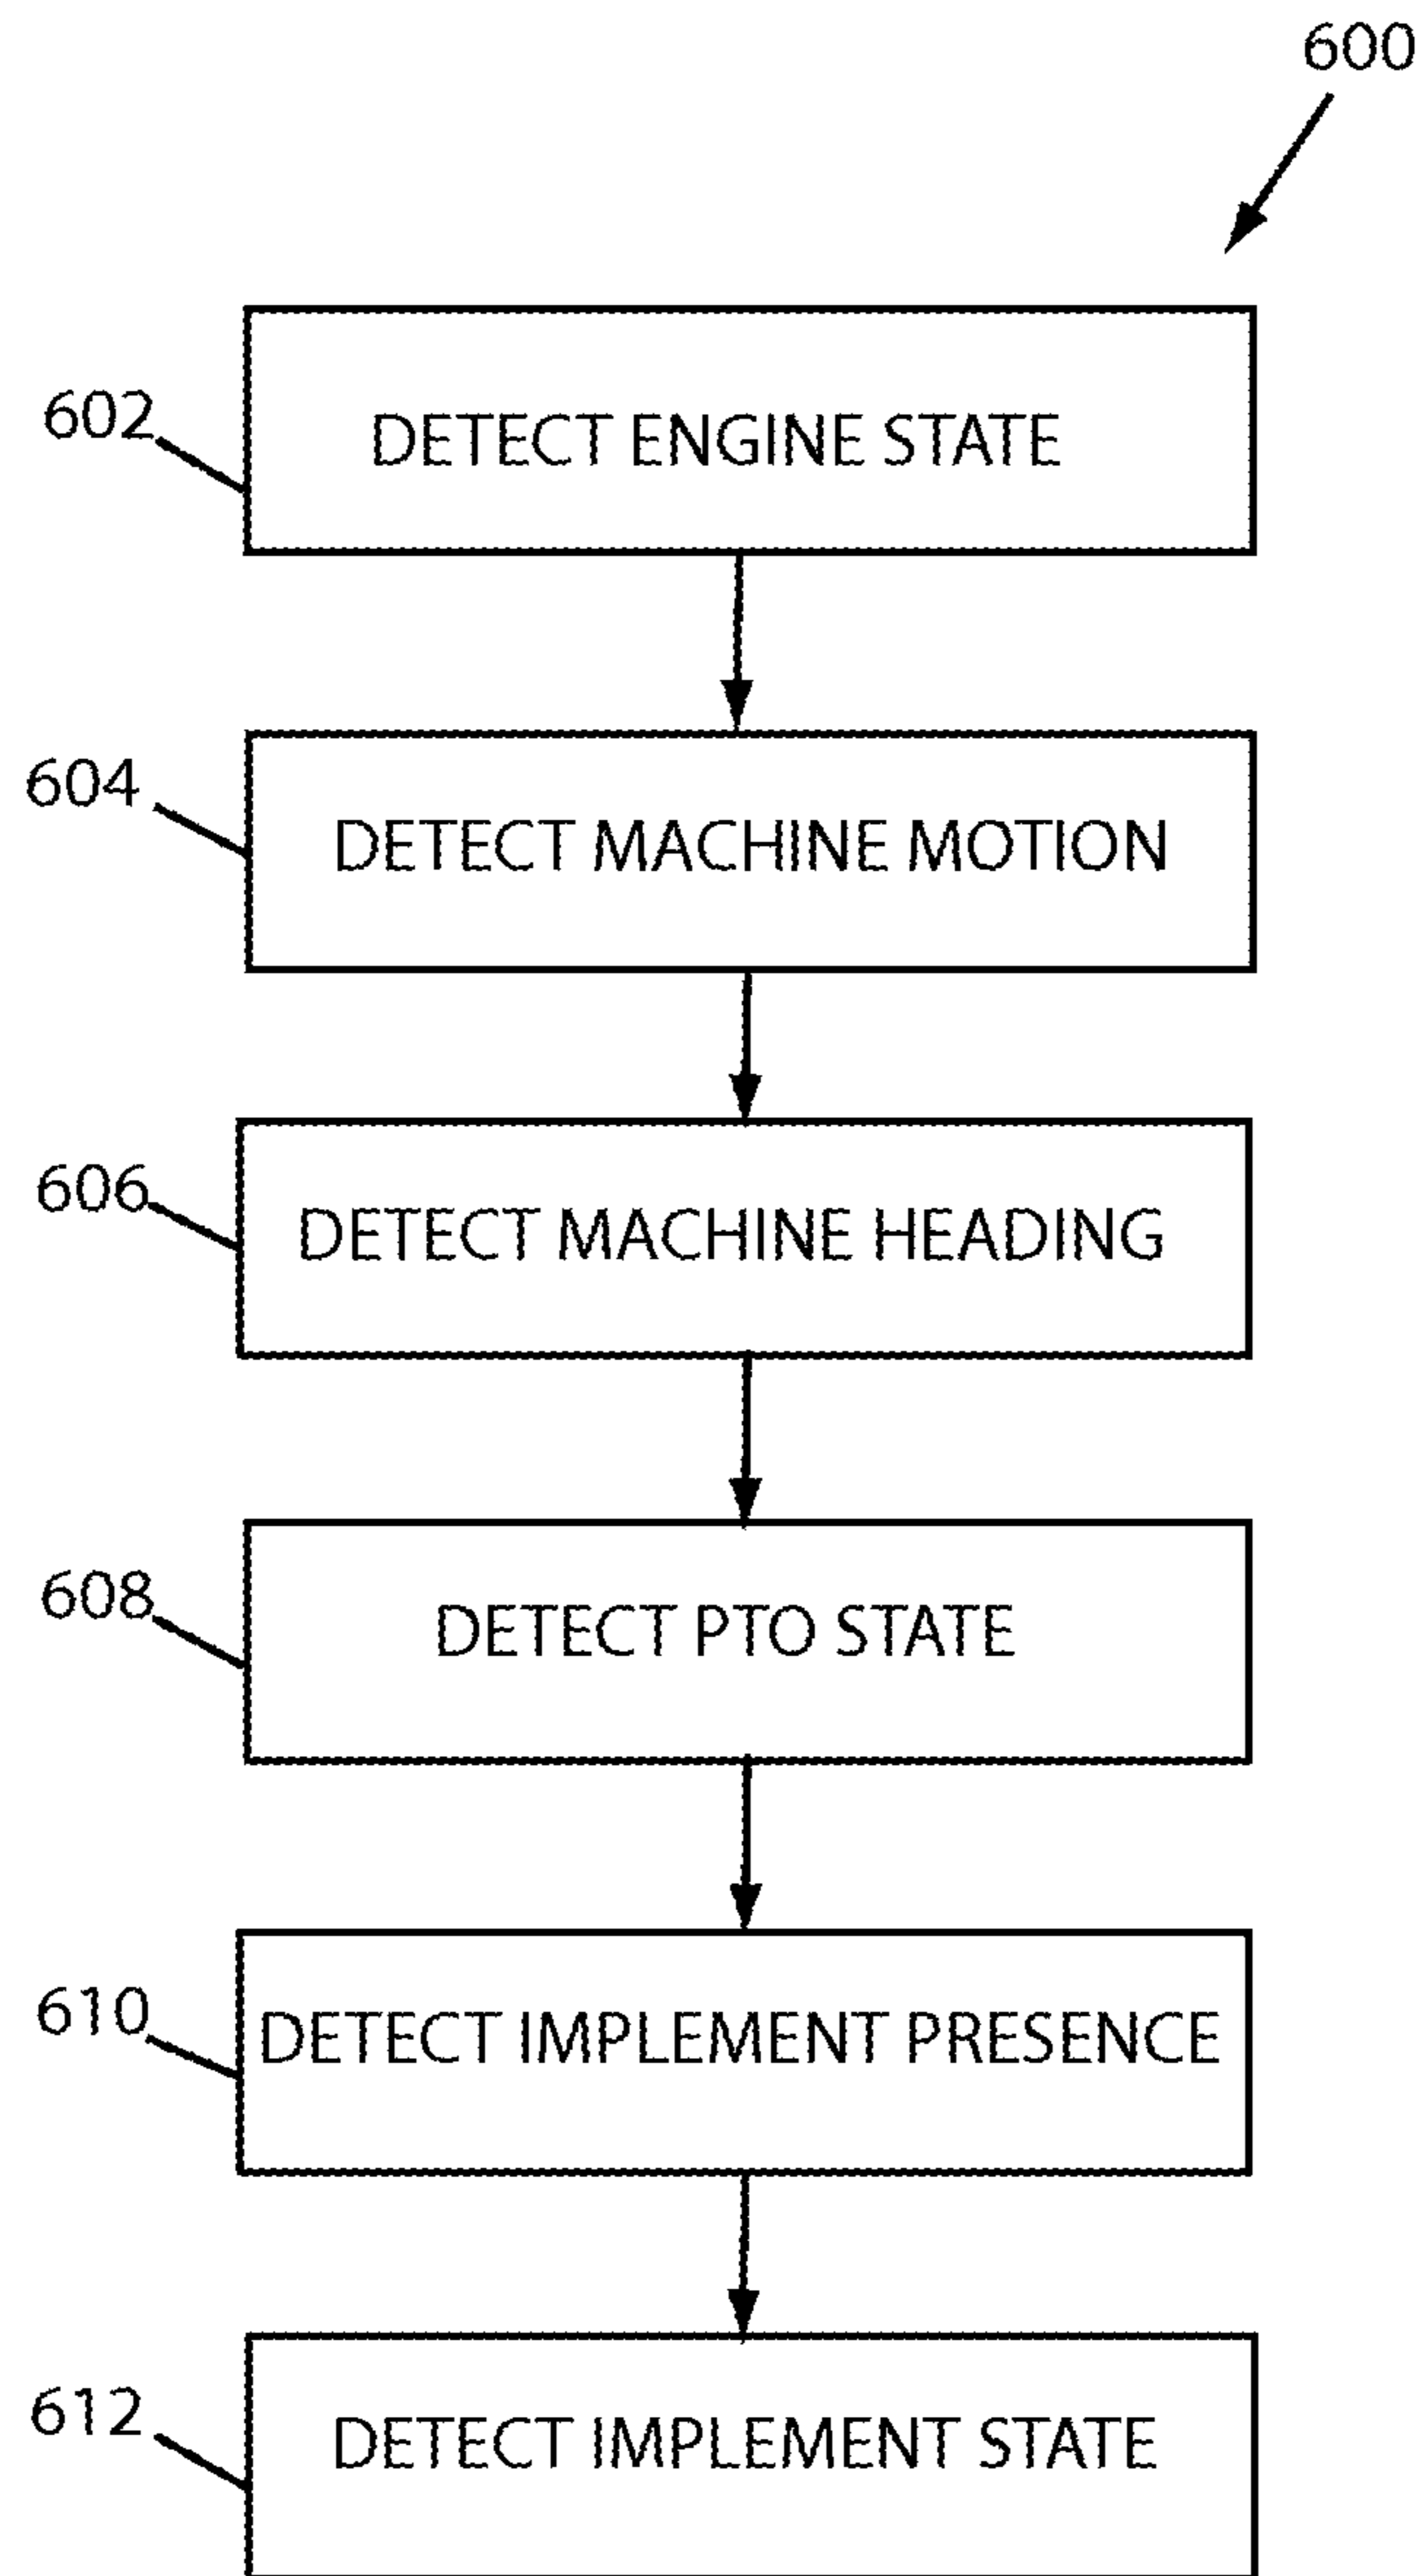 600
602
DETECT ENGINE STATE
604
DETECT MACHINE MOTION
606
DETECT MACHINE HEADING
608
DETECT PTO STATE
610
DETECT IMPLEMENT PRESENCE
612
DETECT IMPLEMENT STATE